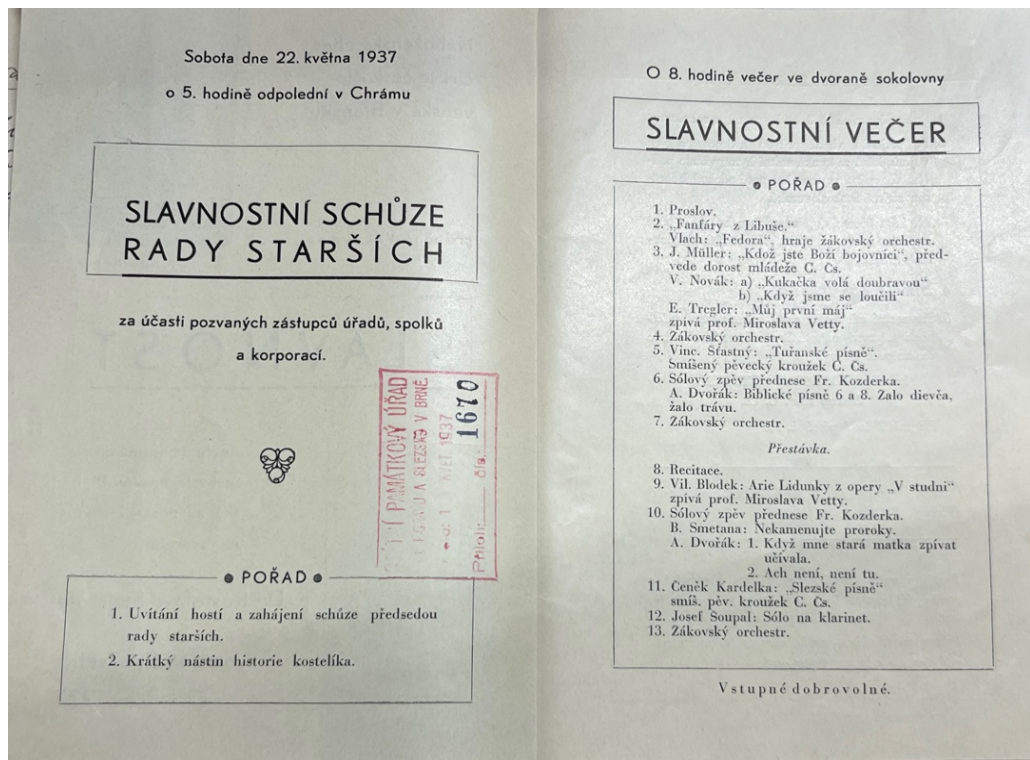 Sobota dne 22. května 1937
o 5. hodině odpolední v Chrámu
SLAVNOSTNÍ SCHŮZE
RADY STARŠÍCH
za účasti pozvaných zástupců úřadů, spolků
a korporací.
PAMÁTKOVÝ ÚŘAD
A SLEZSKO V BRNĚ
KVĚT. 1937
1670
Příloh: čís.:
POŘAD
1. Uvítání hostí a zahájení schůze předsedou
rady starších.
2. Krátký nástin historie kostelíka.
O 8. hodině večer ve dvoraně sokolovny
SLAVNOSTNÍ VEČER
POŘAD
1. Proslov.
2. „Fanfáry z Libuše.“
Vlach: „Fedora“, hraje žákovský orchestr.
3. J. Müller: „Kdož jste Boží bojovníci“, před-
vede dorost mládeže C. Čs.
V. Novák: a) „Kukačka volá doubravou“
b) „Když jsme se loučili“
E. Tregler: „Můj první máj“
zpívá prof. Miroslava Vetty.
4. Žákovský orchestr.
5. Vinc. Šťastný: „Tuřanské písně“.
Smíšený pěvecký kroužek C. Čs.
6. Sólový zpěv přednese Fr. Kozderka.
A. Dvořák: Biblické písně 6 a 8. Zalo dievča,
žalo trávu.
7. Žákovský orchestr.
Přestávka.
8. Recitace.
9. Vil. Blodek: Arie Lidunky z opery „V studni“
zpívá prof. Miroslava Vetty.
10. Sólový zpěv přednese Fr. Kozderka.
B. Smetana: Nekamenujte proroky.
A. Dvořák: 1. Když mne stará matka zpívat
učívala.
2. Ach není, není tu.
11. Čeněk Kardelka: „Slezské písně“
smíš. pěv. kroužek C. Čs.
12. Josef Soupal: Sólo na klarinet.
13. Žákovský orchestr.
Vstupné dobrovolné.